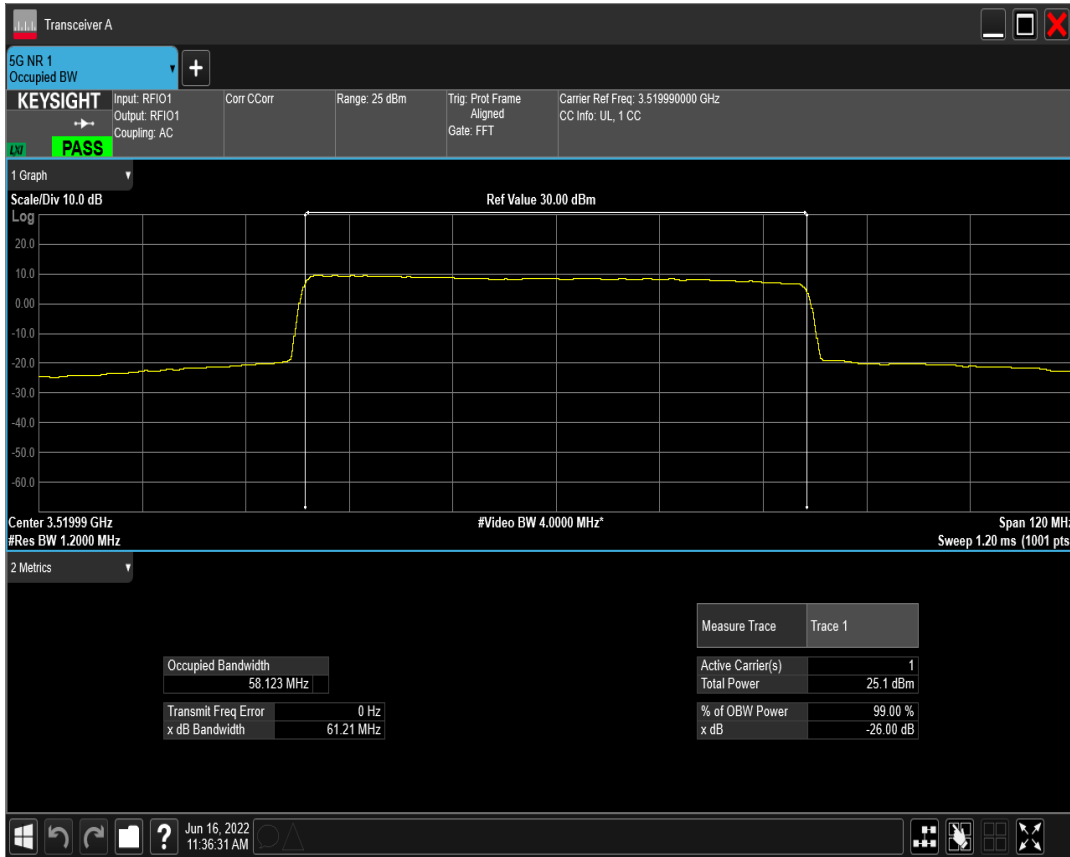 Transceiver A
5G NR 1
Occupied BW
+
KEYSIGHT
LXI
PASS
Input: RFIO1
Output: RFIO1
Coupling: AC
Corr CCorr
Range: 25 dBm
Trig: Prot Frame
Aligned
Gate: FFT
Carrier Ref Freq: 3.519990000 GHz
CC Info: UL, 1 CC
1 Graph
Scale/Div 10.0 dB
Ref Value 30.00 dBm
Log
20.0
10.0
0.00
-10.0
-20.0
-30.0
-40.0
-50.0
-60.0
Center 3.51999 GHz
#Video BW 4.0000 MHz*
Span 120 MHz
#Res BW 1.2000 MHz
Sweep 1.20 ms (1001 pts
2 Metrics
Measure Trace Trace 1
Occupied Bandwidth
58.123 MHz
Active Carrier(s) 1
Total Power 25.1 dBm
Transmit Freq Error 0 Hz
x dB Bandwidth 61.21 MHz
% of OBW Power 99.00 %
x dB -26.00 dB
?
Jun 16, 2022
11:36:31 AM